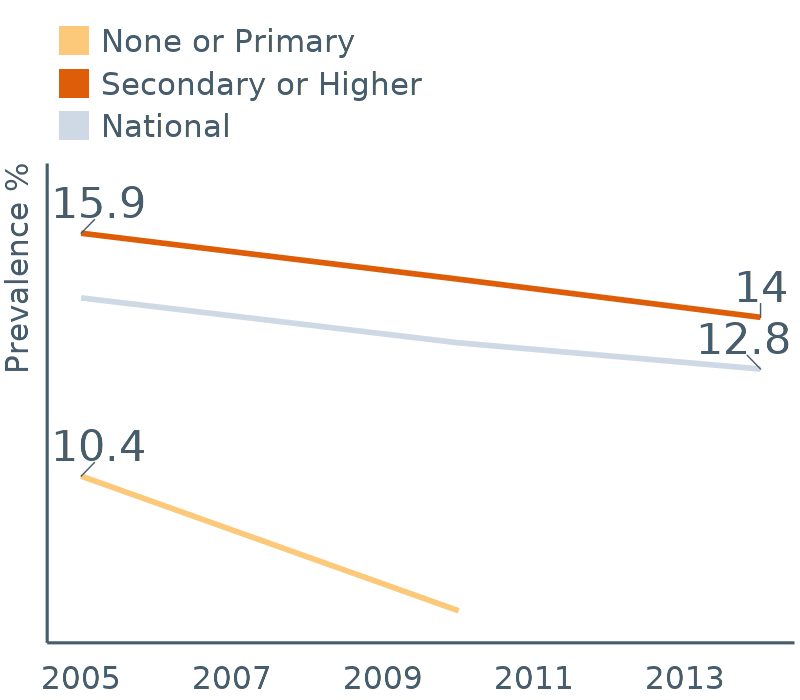 None or Primary
Secondary or Higher
National
Prevalence %
15.9
14
12.8
10.4
2005 2007 2009 2011 2013